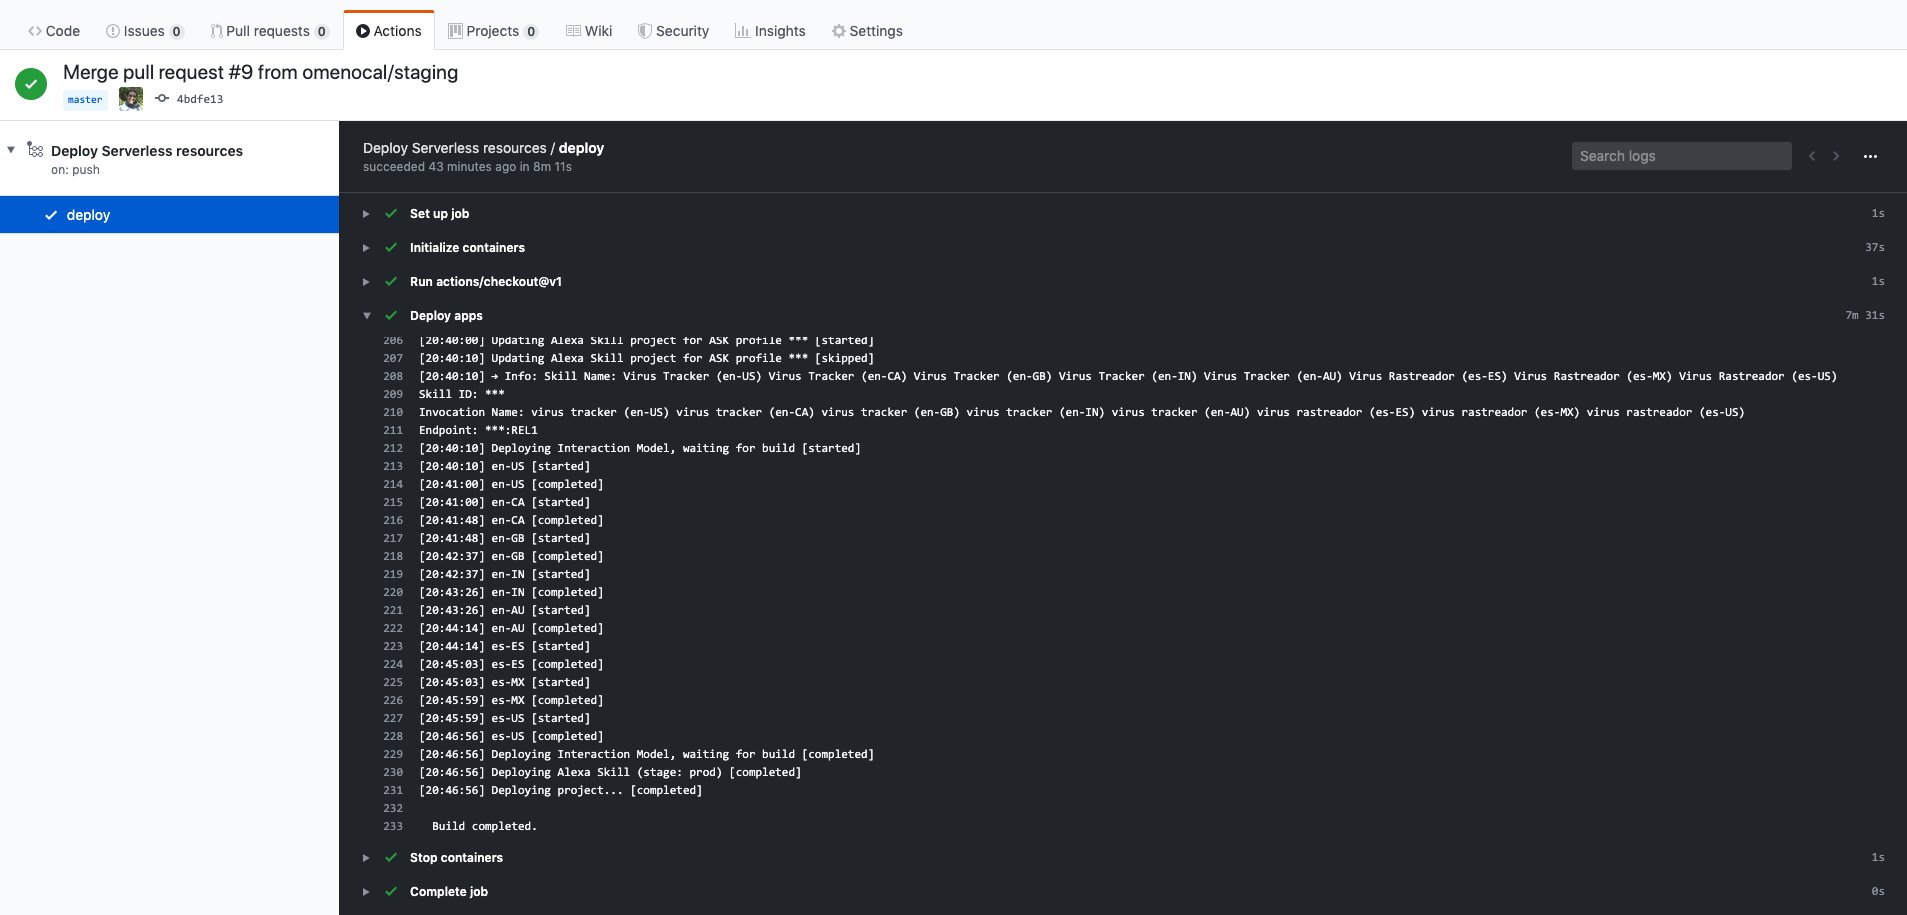 Code Issues 0 Pull requests 0 Actions Projects 0 Wiki Security Insights Settings
Merge pull request #9 from omenocal/staging
master 4bdfe13
Deploy Serverless resources
on: push
deploy
Deploy Serverless resources / deploy
succeeded 43 minutes ago in 8m 11s
Search logs
Set up job 1s
Initialize containers 37s
Run actions/checkout@v1 1s
Deploy apps 7m 31s
206 [20:40:00] Updating Alexa Skill project for ASK profile *** [started]
207 [20:40:10] Updating Alexa Skill project for ASK profile *** [skipped]
208 [20:40:10] → Info: Skill Name: Virus Tracker (en-US) Virus Tracker (en-CA) Virus Tracker (en-GB) Virus Tracker (en-IN) Virus Tracker (en-AU) Virus Rastreador (es-ES) Virus Rastreador (es-MX) Virus Rastreador (es-US)
209 Skill ID: ***
210 Invocation Name: virus tracker (en-US) virus tracker (en-CA) virus tracker (en-GB) virus tracker (en-IN) virus tracker (en-AU) virus rastreador (es-ES) virus rastreador (es-MX) virus rastreador (es-US)
211 Endpoint: ***:REL1
212 [20:40:10] Deploying Interaction Model, waiting for build [started]
213 [20:40:10] en-US [started]
214 [20:41:00] en-US [completed]
215 [20:41:00] en-CA [started]
216 [20:41:48] en-CA [completed]
217 [20:41:48] en-GB [started]
218 [20:42:37] en-GB [completed]
219 [20:42:37] en-IN [started]
220 [20:43:26] en-IN [completed]
221 [20:43:26] en-AU [started]
222 [20:44:14] en-AU [completed]
223 [20:44:14] es-ES [started]
224 [20:45:03] es-ES [completed]
225 [20:45:03] es-MX [started]
226 [20:45:59] es-MX [completed]
227 [20:45:59] es-US [started]
228 [20:46:56] es-US [completed]
229 [20:46:56] Deploying Interaction Model, waiting for build [completed]
230 [20:46:56] Deploying Alexa Skill (stage: prod) [completed]
231 [20:46:56] Deploying project... [completed]
232
233 Build completed.
Stop containers 1s
Complete job 0s